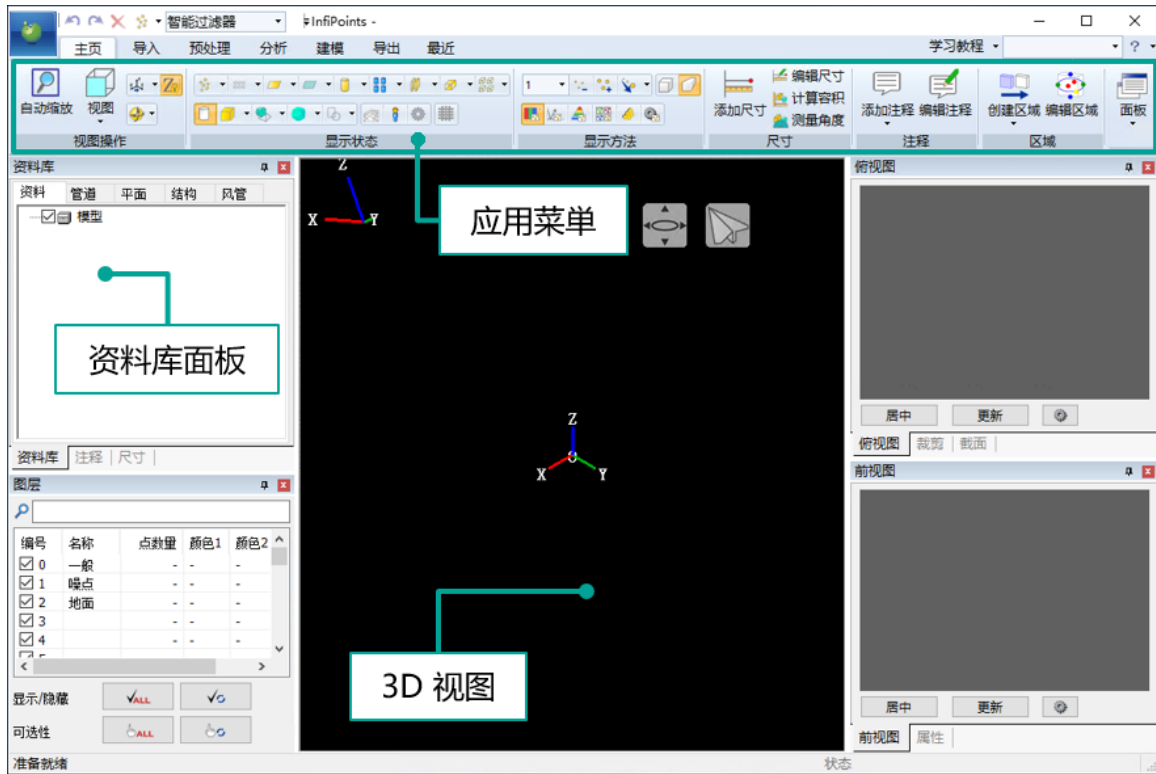 智能过滤器 InfiPoints -
主页 导入 预处理 分析 建模 导出 最近 学习教程 ?
自动缩放 视图 1 添加尺寸 编辑尺寸 计算容积 测量角度 添加注释 编辑注释 创建区域 编辑区域 面板
视图操作 显示状态 显示方法 尺寸 注释 区域
资料库
资料 管道 平面 结构 风管
模型
资料库 注释 尺寸
图层
编号 名称 点数量 颜色1 颜色2
0 一般 - - -
1 噪点 - - -
2 地面 - - -
3 - - -
4 - - -
显示/隐藏 ALL
可选性 ALL
准备就绪 状态
Z
X Y
应用菜单
资料库面板
Z
O
X Y
3D 视图
俯视图
居中 更新
俯视图 裁剪 截面
前视图
居中 更新
前视图 属性